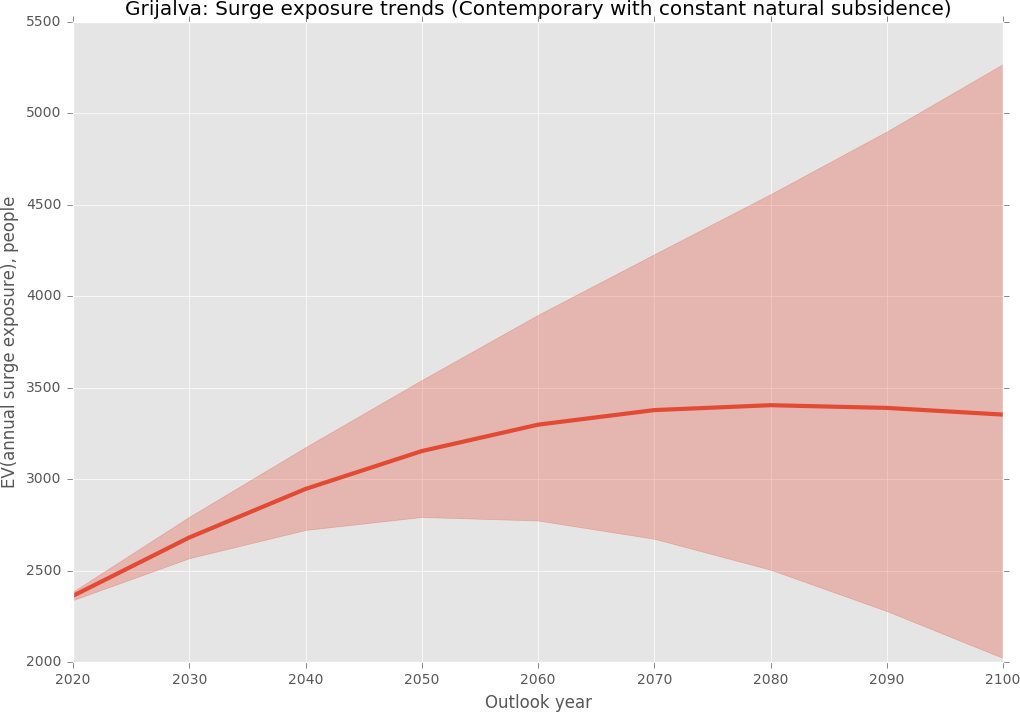 Grijalva: Surge exposure trends (Contemporary with constant natural subsidence)
5500
5000
4500
4000
3500
3000
2500
2000
EV(annual surge exposure), people
2020 2030 2040 2050 2060 2070 2080 2090 2100
Outlook year